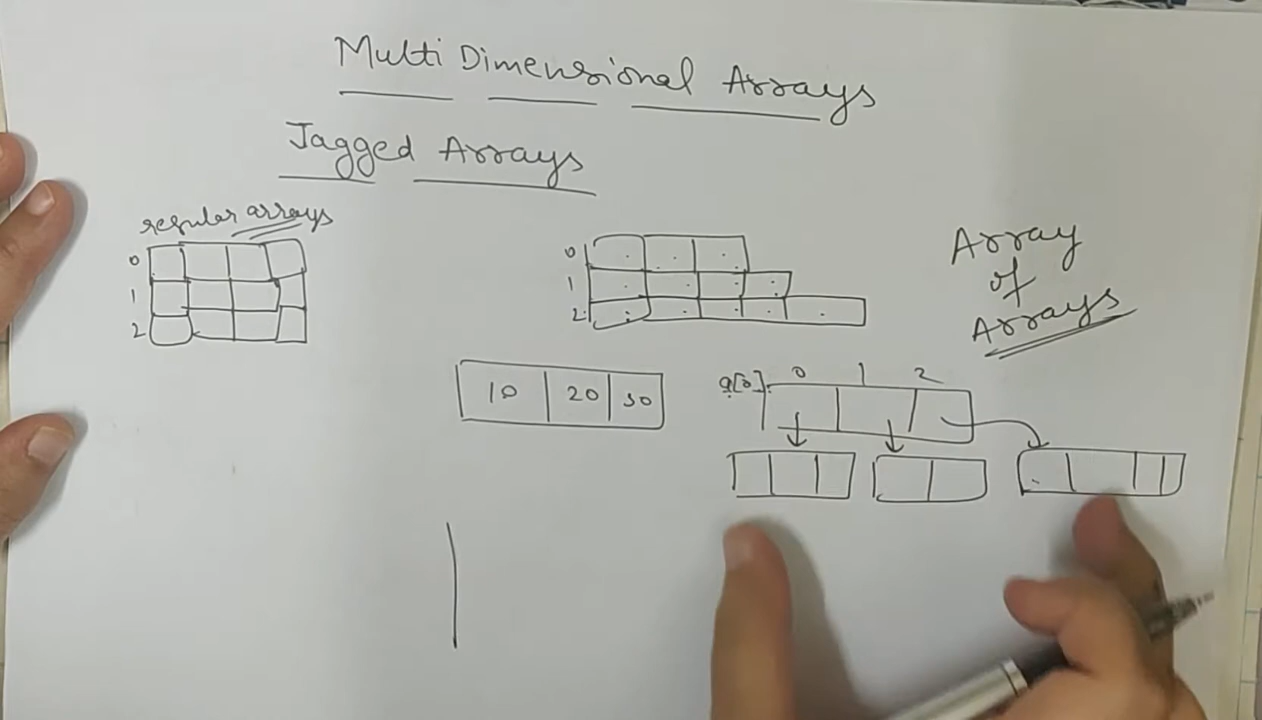 Multi Dimensional Arrays
Jagged Arrays
regular arrays
0
1
2
0
1
2
Array
of
Arrays
10 20 30
a[0] 0 1 2